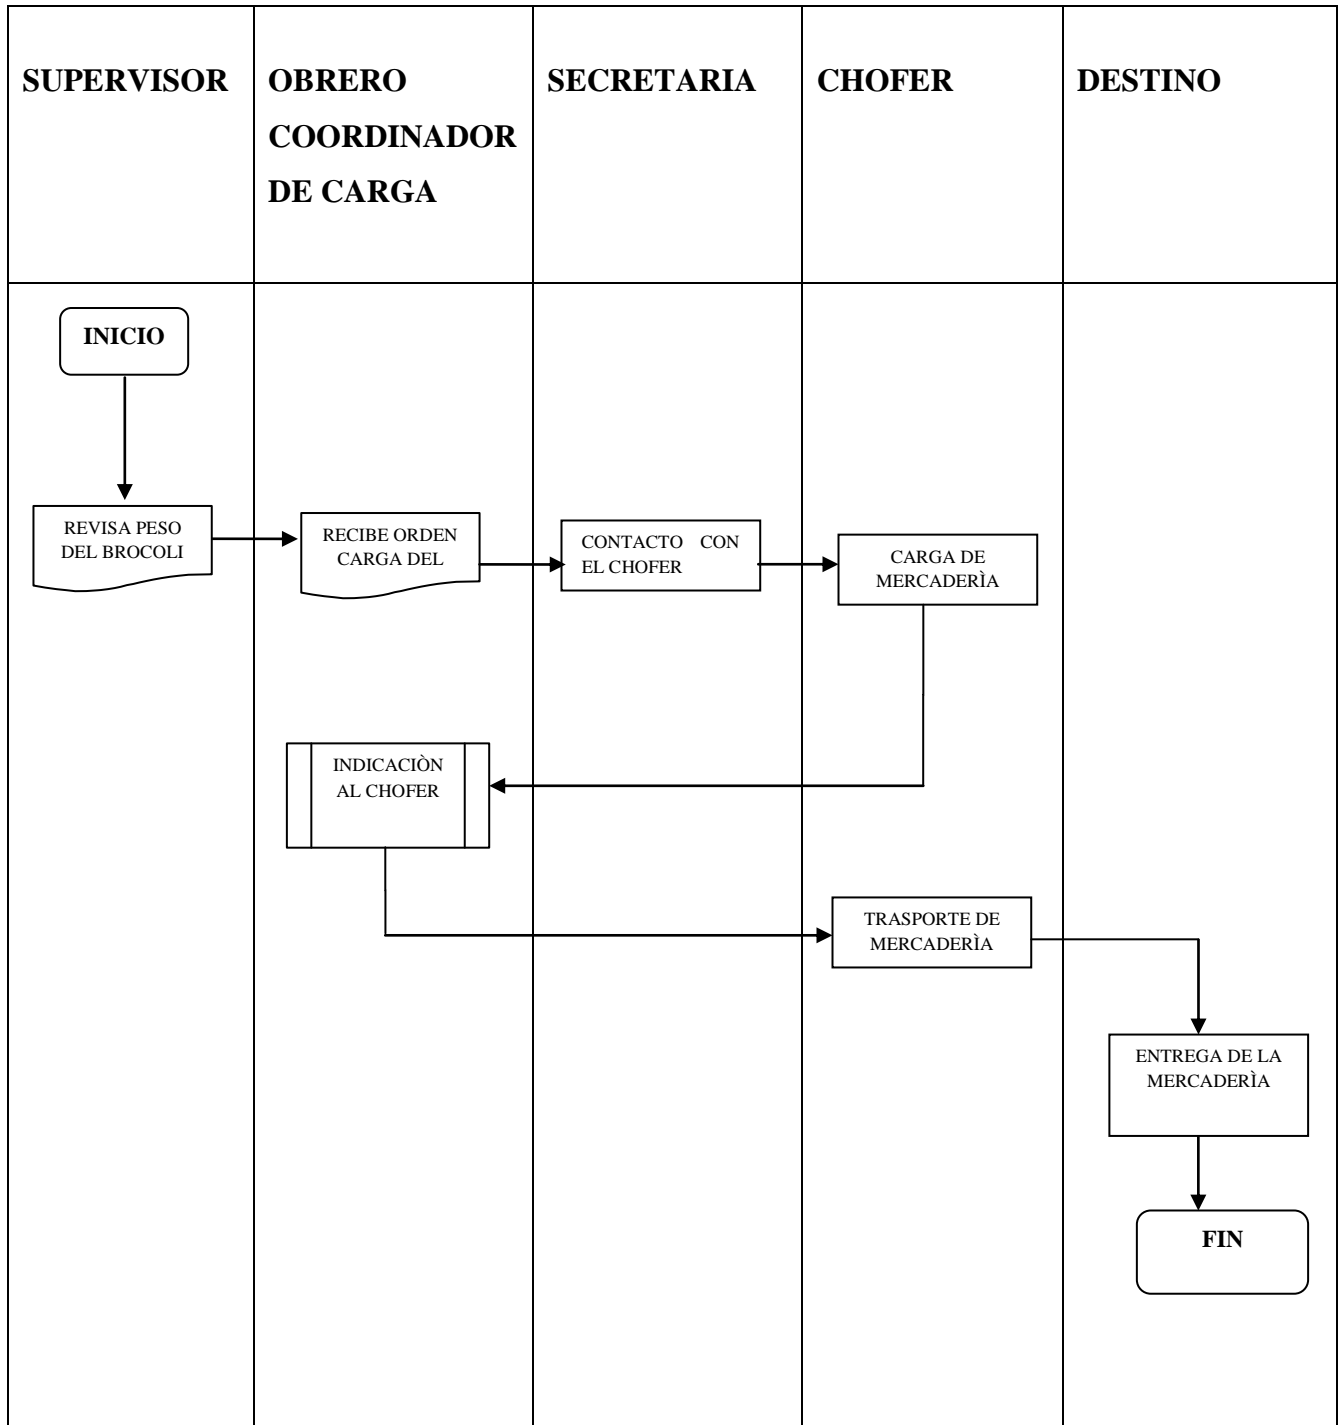 SUPERVISOR
OBRERO
COORDINADOR
DE CARGA
SECRETARIA
CHOFER
DESTINO
INICIO
REVISA PESO
DEL BROCOLI
RECIBE ORDEN
CARGA DEL
CONTACTO CON
EL CHOFER
CARGA DE
MERCADERÌA
INDICACIÒN
AL CHOFER
TRASPORTE DE
MERCADERÌA
ENTREGA DE LA
MERCADERÌA
FIN